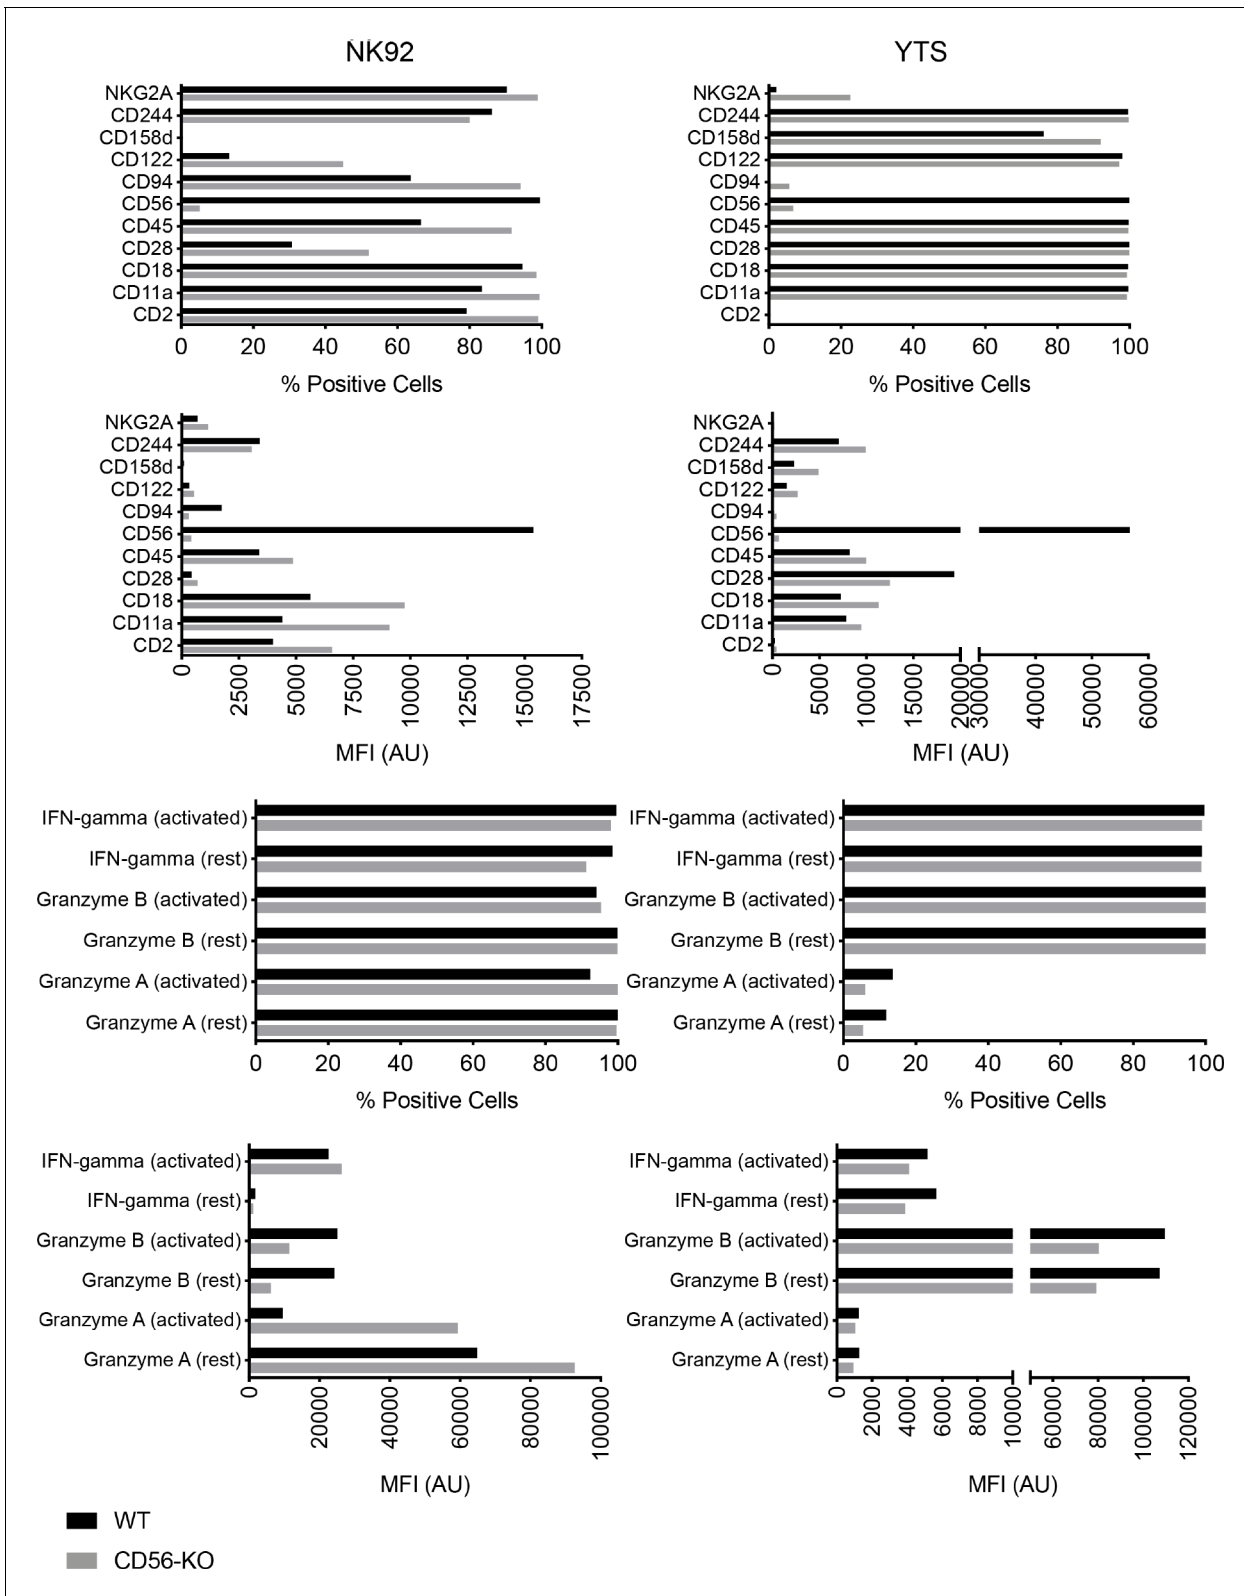 NK92
YTS
NKG2A
CD244
CD158d
CD122
CD94
CD56
CD45
CD28
CD18
CD11a
CD2
0 20 40 60 80 100
% Positive Cells
NKG2A
CD244
CD158d
CD122
CD94
CD56
CD45
CD28
CD18
CD11a
CD2
0 20 40 60 80 100
% Positive Cells
NKG2A
CD244
CD158d
CD122
CD94
CD56
CD45
CD28
CD18
CD11a
CD2
0 2500 5000 7500 10000 12500 15000 17500
MFI (AU)
NKG2A
CD244
CD158d
CD122
CD94
CD56
CD45
CD28
CD18
CD11a
CD2
0 5000 10000 15000 20000 30000 40000 50000 60000
MFI (AU)
IFN-gamma (activated)
IFN-gamma (rest)
Granzyme B (activated)
Granzyme B (rest)
Granzyme A (activated)
Granzyme A (rest)
0 20 40 60 80 100
% Positive Cells
IFN-gamma (activated)
IFN-gamma (rest)
Granzyme B (activated)
Granzyme B (rest)
Granzyme A (activated)
Granzyme A (rest)
0 20 40 60 80 100
% Positive Cells
IFN-gamma (activated)
IFN-gamma (rest)
Granzyme B (activated)
Granzyme B (rest)
Granzyme A (activated)
Granzyme A (rest)
0 20000 40000 60000 80000 100000
MFI (AU)
IFN-gamma (activated)
IFN-gamma (rest)
Granzyme B (activated)
Granzyme B (rest)
Granzyme A (activated)
Granzyme A (rest)
0 2000 4000 6000 8000 10000 60000 80000 100000 120000
MFI (AU)
WT
CD56-KO